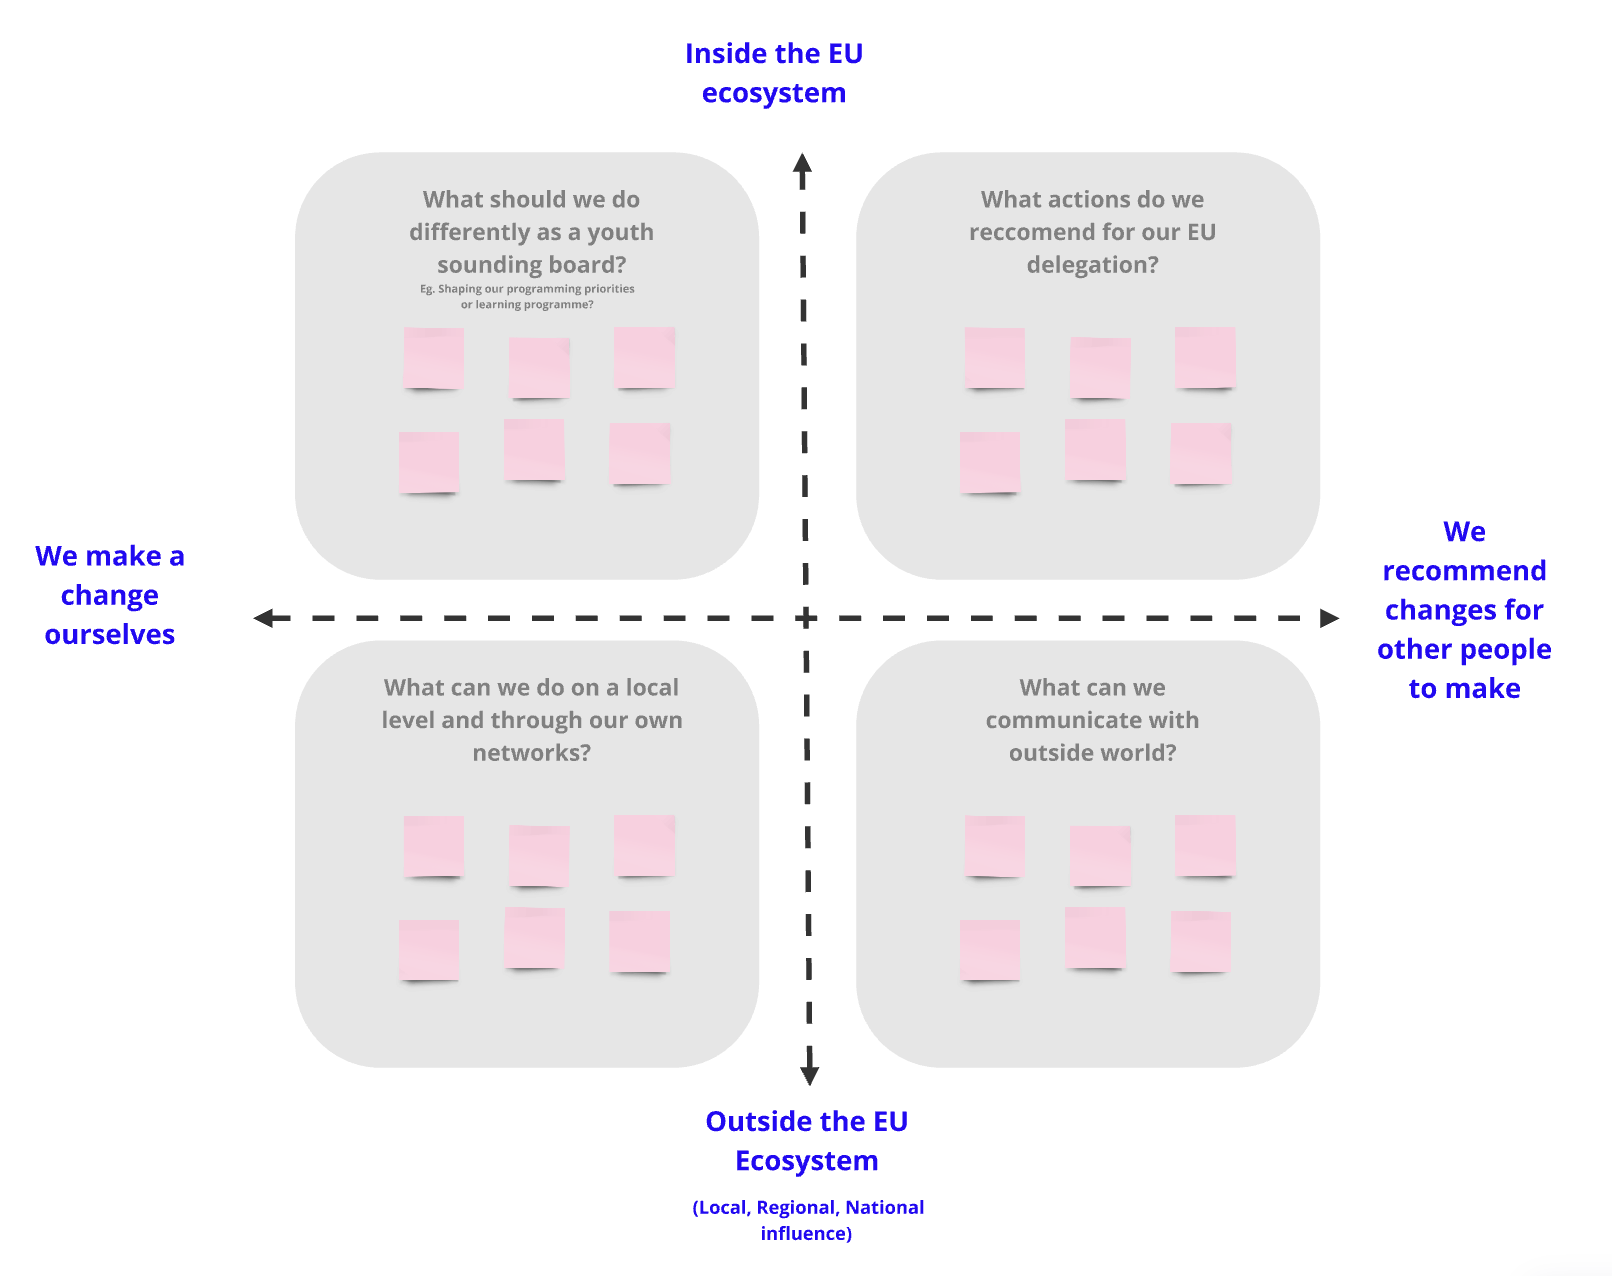 Inside the EU
ecosystem
What should we do
differently as a youth
sounding board?
Eg. Shaping our programming priorities
or learning programme?
What actions do we
reccomend for our EU
delegation?
We make a
change
ourselves
We
recommend
changes for
other people
to make
What can we do on a local
level and through our own
networks?
What can we
communicate with
outside world?
Outside the EU
Ecosystem
(Local, Regional, National
influence)